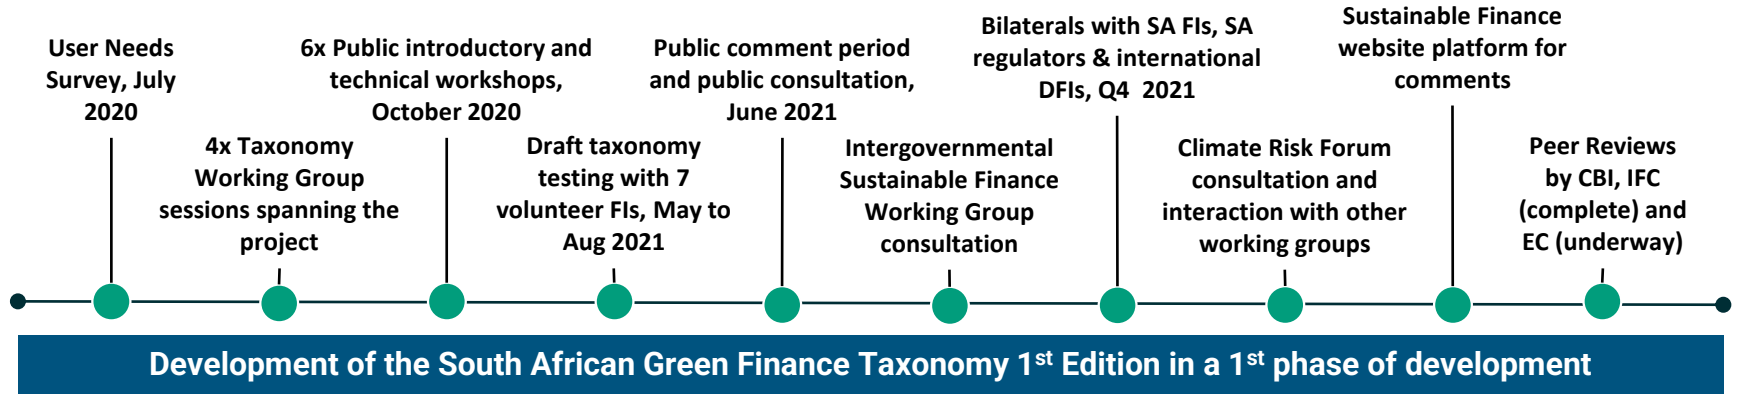 User Needs
Survey, July
2020
4x Taxonomy
Working Group
sessions spanning the
project
6x Public introductory and
technical workshops,
October 2020
Draft taxonomy
testing with 7
volunteer FIs, May to
Aug 2021
Public comment period
and public consultation,
June 2021
Intergovernmental
Sustainable Finance
Working Group
consultation
Bilaterals with SA FIs, SA
regulators & international
DFIs, Q4 2021
Climate Risk Forum
consultation and
interaction with other
working groups
Sustainable Finance
website platform for
comments
Peer Reviews
by CBI, IFC
(complete) and
EC (underway)
Development of the South African Green Finance Taxonomy 1st Edition in a 1st phase of development